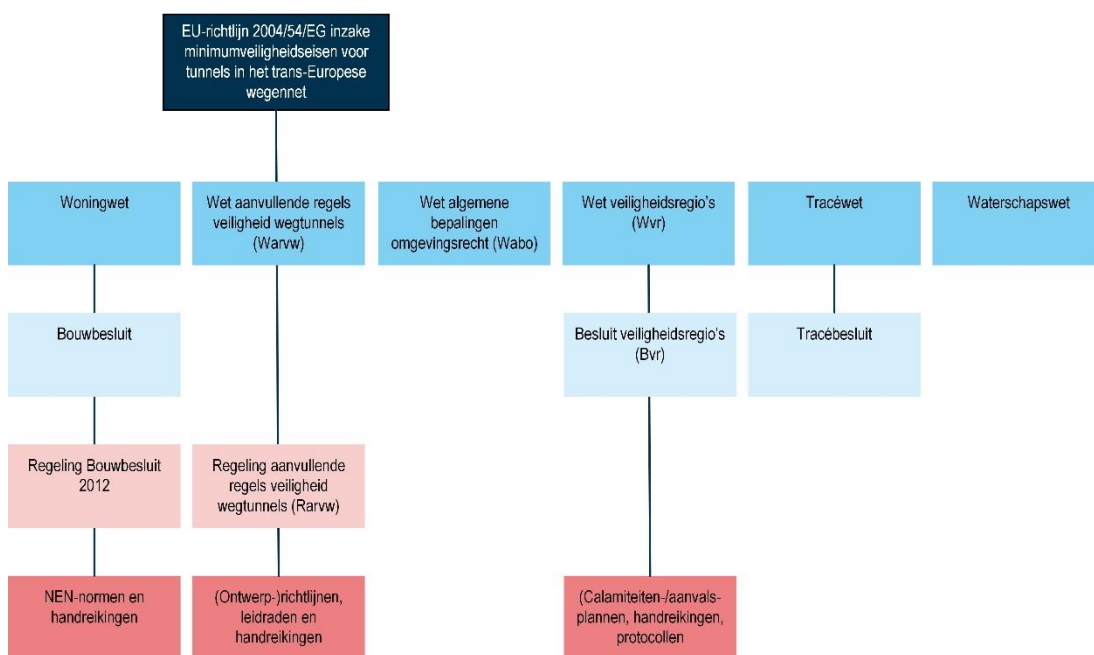 EU-richtlijn 2004/54/EG inzake
minimumveiligheidseisen voor
tunnels in het trans-Europese
wegennet
Woningwet
Wet aanvullende regels
veiligheid wegtunnels
(Warvw)
Wet algemene
bepalingen
omgevingsrecht (Wabo)
Wet veiligheidsregio's
(Wvr)
Tracéwet
Waterschapswet
Bouwbesluit
Besluit veiligheidsregio's
(Bvr)
Tracébesluit
Regeling Bouwbesluit
2012
Regeling aanvullende
regels veiligheid
wegtunnels (Rarvw)
NEN-normen en
handreikingen
(Ontwerp-)richtlijnen,
leidraden en
handreikingen
(Calamiteiten-/aanvals-
plannen, handreikingen,
protocollen